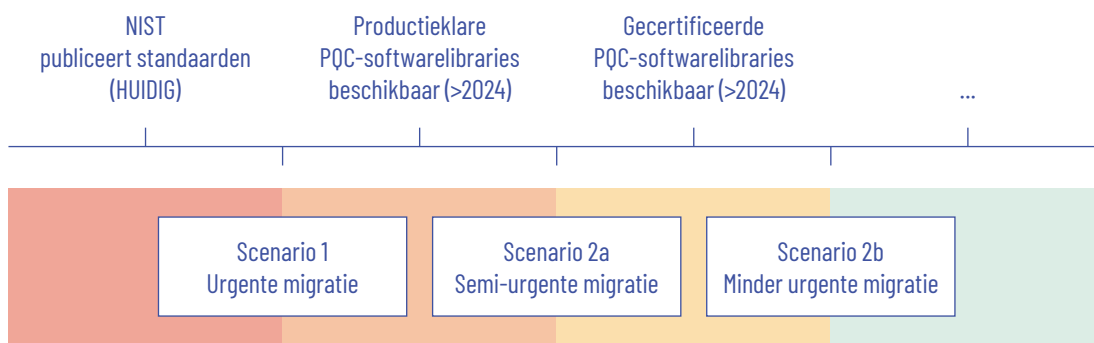 NIST
publiceert standaarden
(HUIDIG)
Productieklare
PQC-softwarelibraries
beschikbaar (>2024)
Gecertificeerde
PQC-softwarelibraries
beschikbaar (>2024)
...
Scenario 1
Urgente migratie
Scenario 2a
Semi-urgente migratie
Scenario 2b
Minder urgente migratie